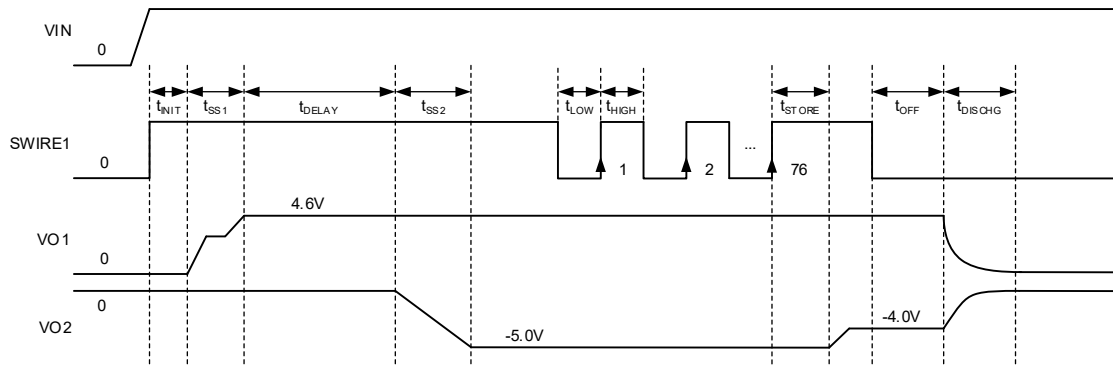 VIN
0
tINIT
tSS1
tDELAY
tSS2
tLOW
tHIGH
tSTORE
tOFF
tDISCHG
SWIRE1
0
1
2
...
76
4.6V
VO1
0
0
VO2
-5.0V
-4.0V